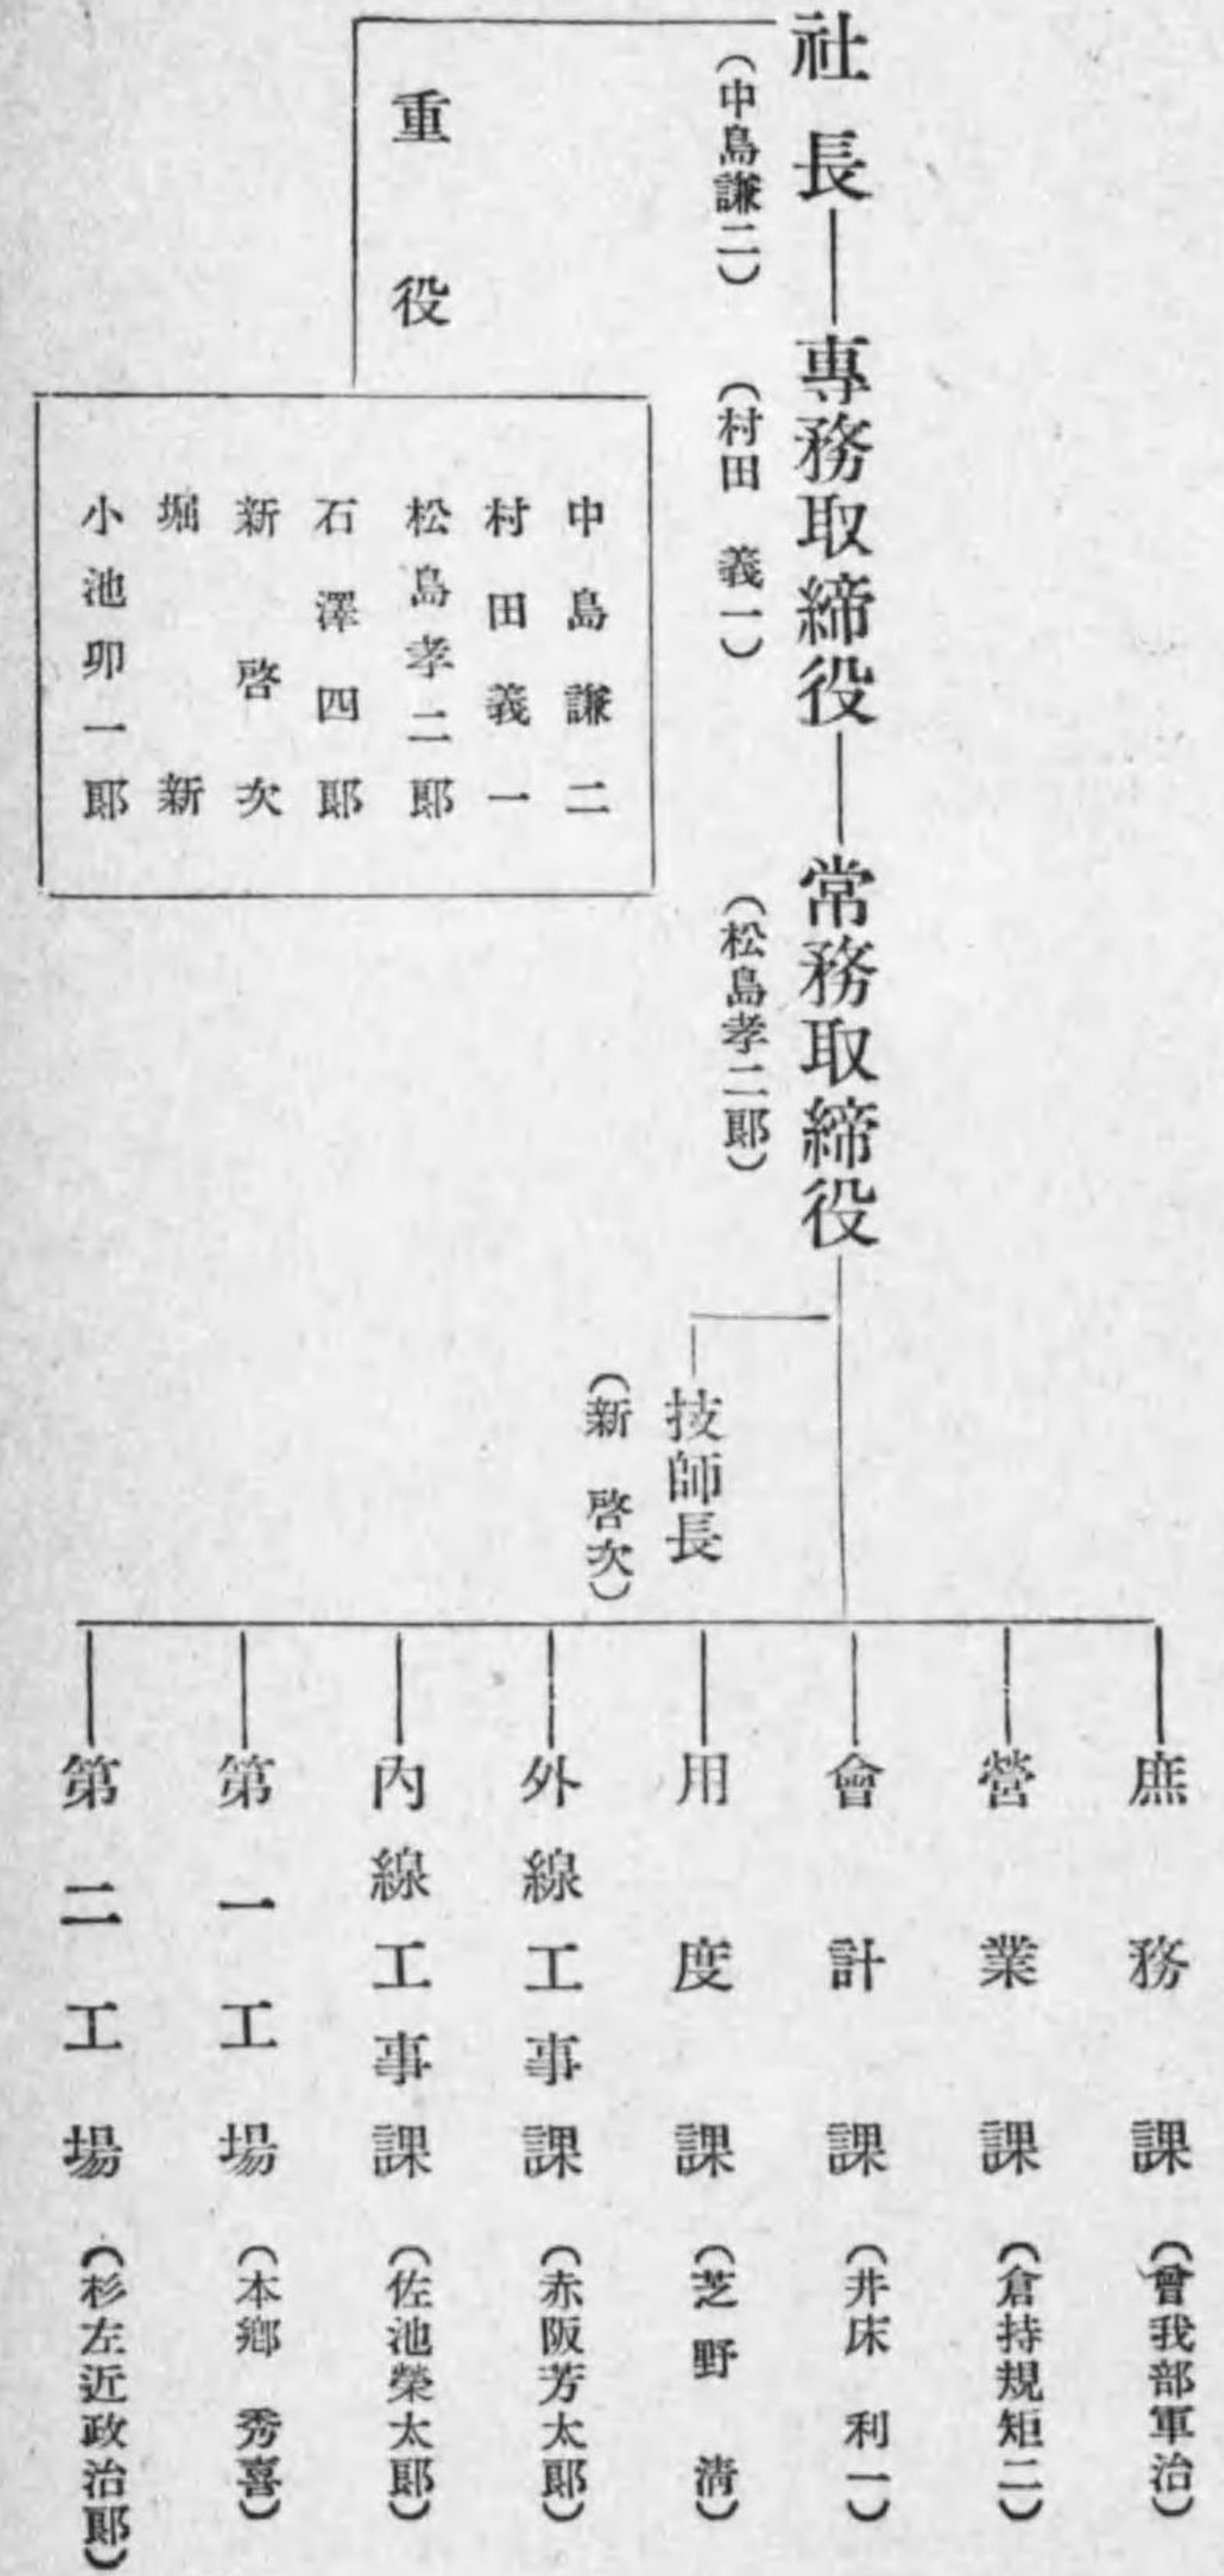 社長―專務取締役―常務取締役
（中島謙二）
（村田　義一）
（松島孝二郎）
重役
中島謙二
村田義一
松島孝二郎
石澤四郎
新啓次
堀新
小池卯一郎
技師長
（新　啓次）
庶務課（曾我部軍治）
營業課（倉持規矩二）
會計課（井床　利一）
用度課（芝野　淸）
外線工事課（赤阪芳太郎）
內線工事課（佐池榮太郎）
第一工場（本鄕　秀喜）
第二工場（杉左近政治郎）